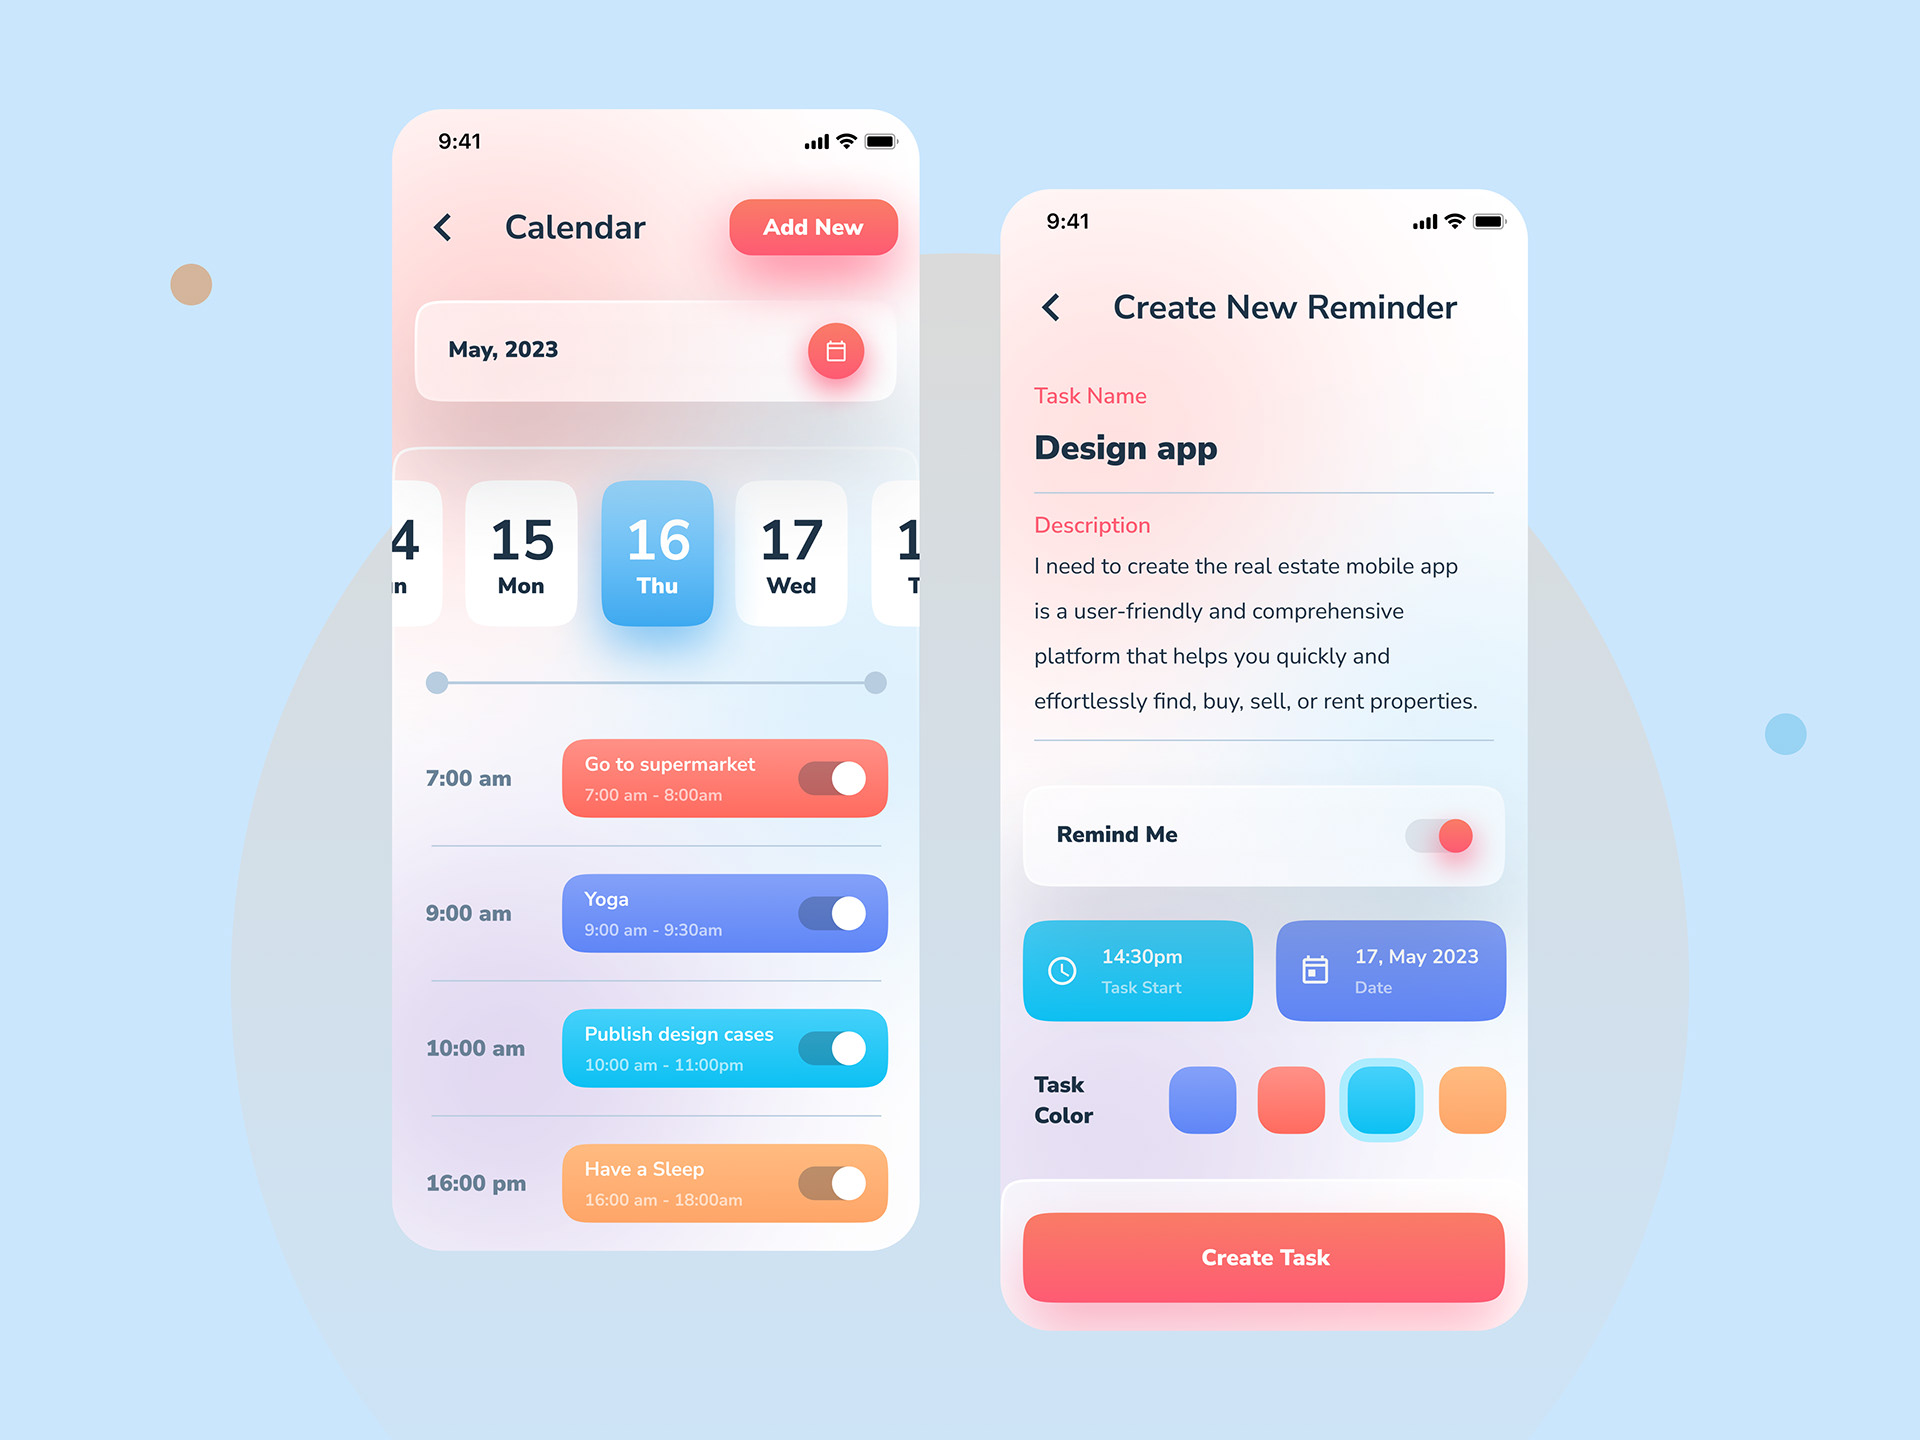 9:41
Calendar
Add New
May, 2023
4
15
16
17
1
un
Mon
Thu
Wed
T
7:00 am
Go to supermarket
7:00 am - 8:00am
9:00 am
Yoga
9:00 am - 9:30am
10:00 am
Publish design cases
10:00 am - 11:00pm
16:00 pm
Have a Sleep
16:00 am - 18:00am
9:41
Create New Reminder
Task Name
Design app
Description
I need to create the real estate mobile app
is a user-friendly and comprehensive
platform that helps you quickly and
effortlessly find, buy, sell, or rent properties.
Remind Me
14:30pm
Task Start
17, May 2023
Date
Task
Color
Create Task